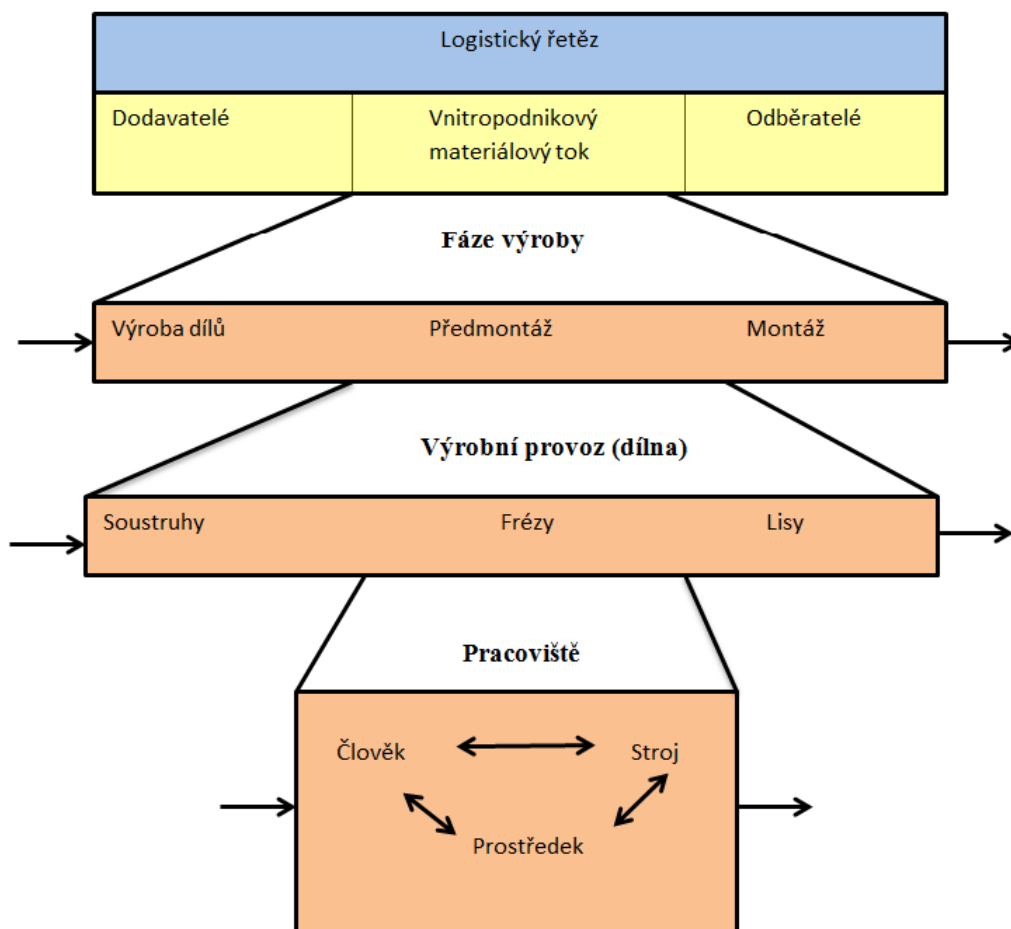 Logistický řetěz
Dodavatelé
Vnitropodnikový
materiálový tok
Odběratelé
Fáze výroby
Výroba dílů
Předmontáž
Montáž
Výrobní provoz (dílna)
Soustruhy
Frézy
Lisy
Pracoviště
Člověk
Stroj
Prostředek